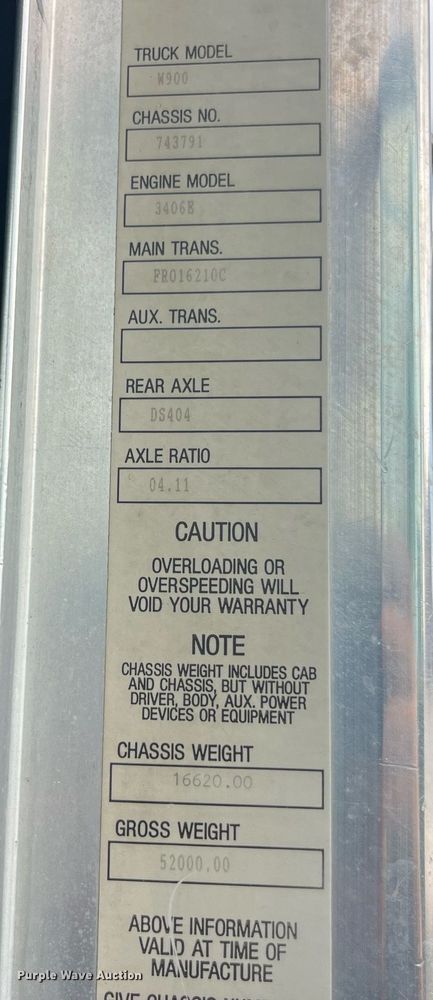 TRUCK MODEL
W900
CHASSIS NO.
743791
ENGINE MODEL
3406E
MAIN TRANS.
FRO16210C
AUX. TRANS.
REAR AXLE
DS404
AXLE RATIO
04.11
CAUTION
OVERLOADING OR
OVERSPEEDING WILL
VOID YOUR WARRANTY
NOTE
CHASSIS WEIGHT INCLUDES CAB
AND CHASSIS, BUT WITHOUT
DRIVER, BODY, AUX. POWER
DEVICES OR EQUIPMENT
CHASSIS WEIGHT
16620.00
GROSS WEIGHT
52000.00
ABOVE INFORMATION
VALID AT TIME OF
MANUFACTURE
Purple Wave Auction
GIVE CHASSIS